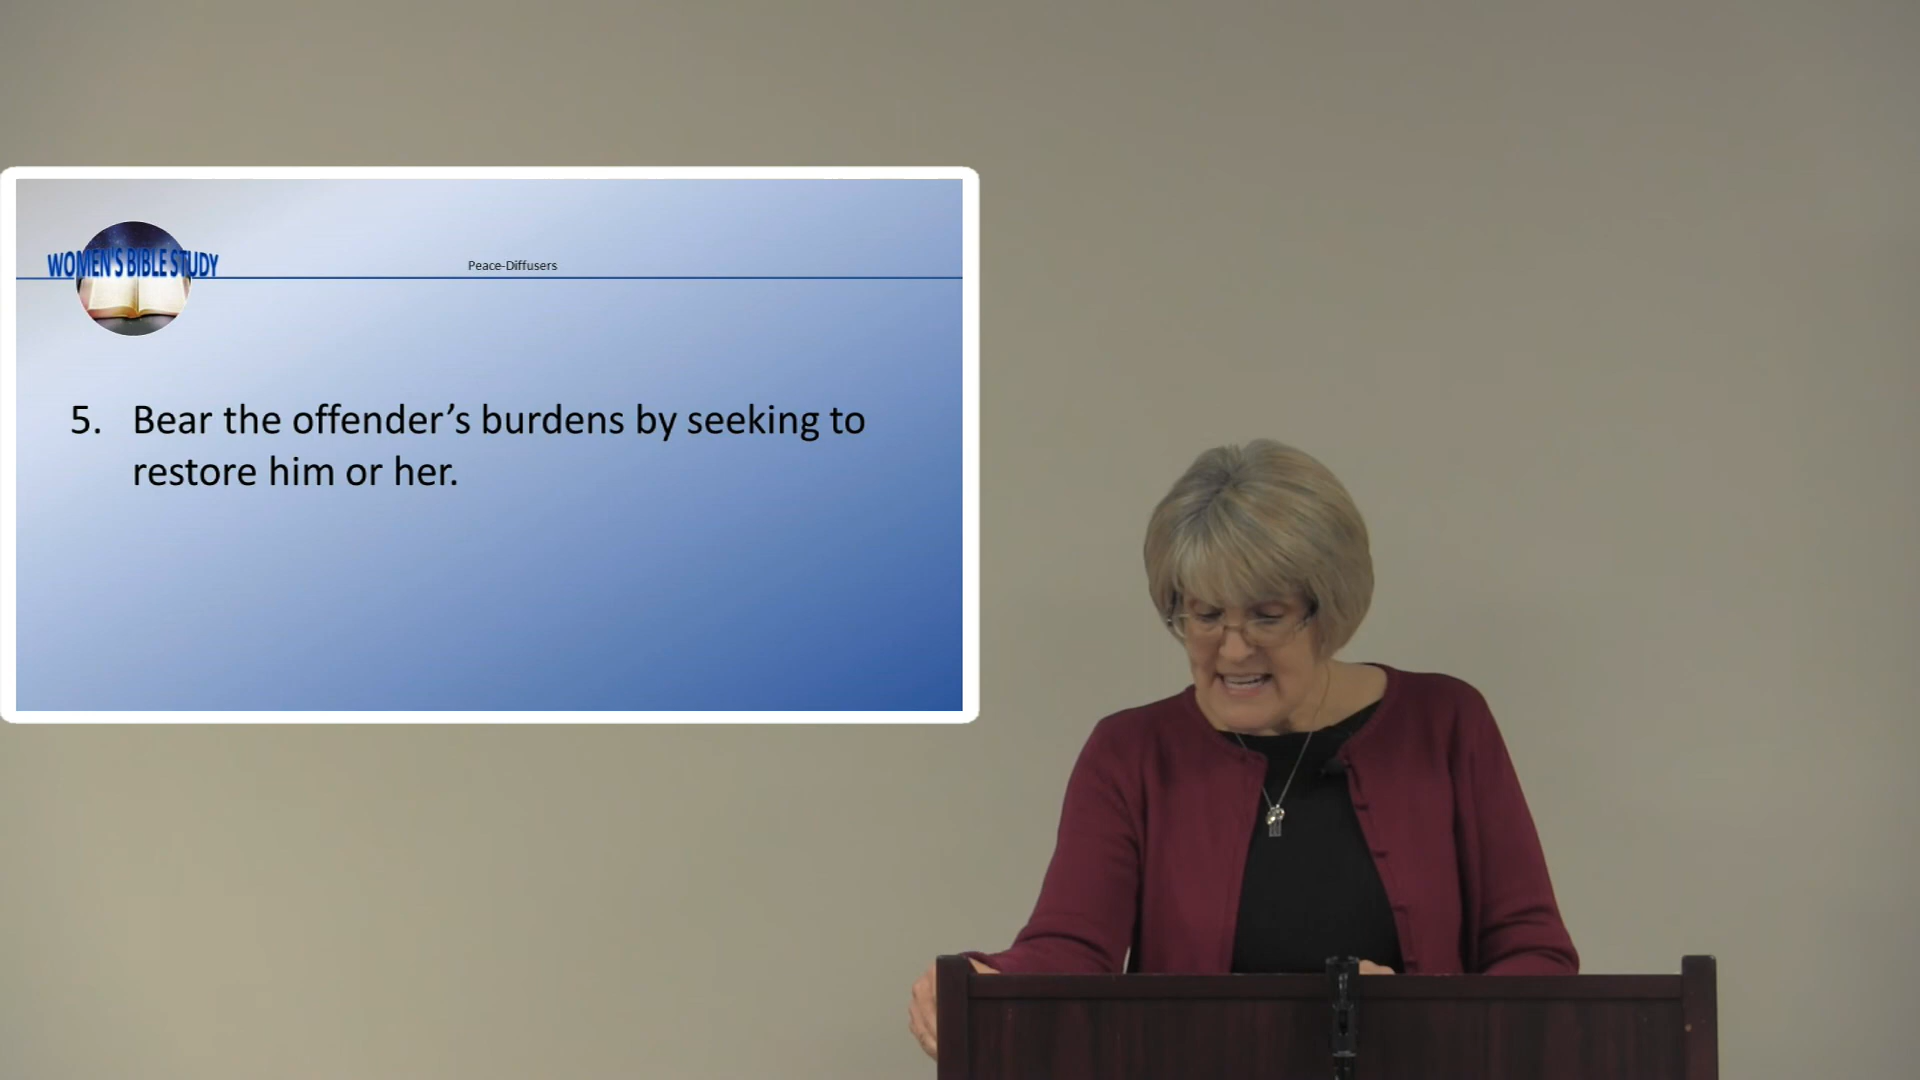 WOMEN'S BIBLE STUDY
Peace-Diffusers
5. Bear the offender’s burdens by seeking to
restore him or her.